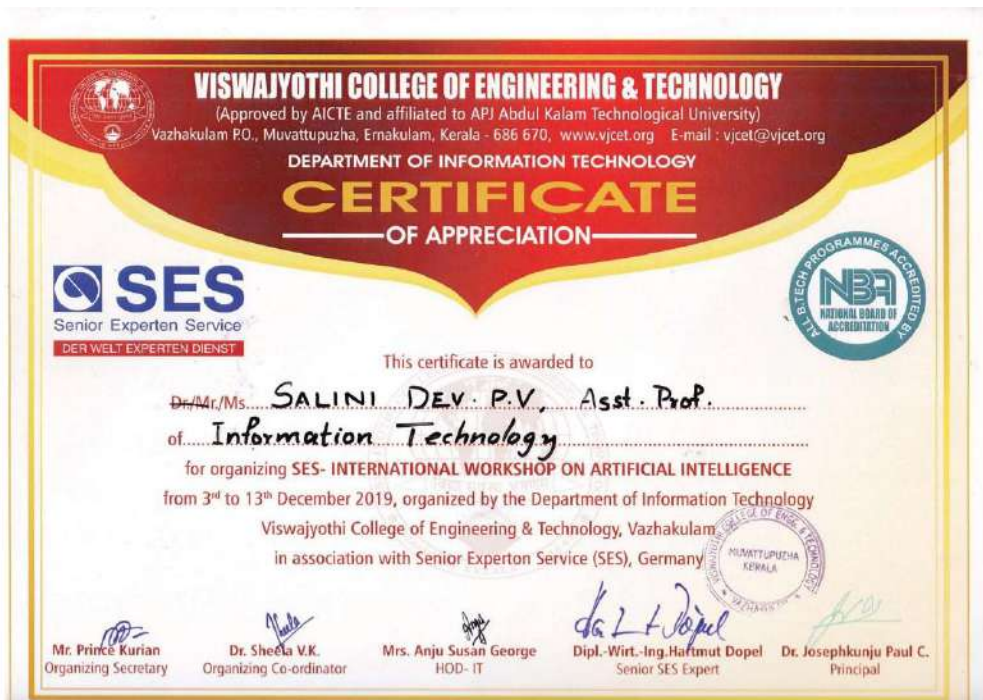 VISWAJYOTHI COLLEGE OF ENGINEERING & TECHNOLOGY
(Approved by AICTE and affiliated to APJ Abdul Kalam Technological University)
Vazhakulam P.O., Muvattupuzha, Ernakulam, Kerala - 686 670, www.vjcet.org E-mail : vjcet@vjcet.org
DEPARTMENT OF INFORMATION TECHNOLOGY
CERTIFICATE
OF APPRECIATION
SES
Senior Experten Service
DER WELT EXPERTEN DIENST
ALL B.TECH PROGRAMMES ACCREDITED BY
NBA
NATIONAL BOARD OF
ACCREDITATION
This certificate is awarded to
Dr./Mr./Ms. SALINI DEV. P.V, Asst. Prof.
of Information Technology
for organizing SES- INTERNATIONAL WORKSHOP ON ARTIFICIAL INTELLIGENCE
from 3rd to 13th December 2019, organized by the Department of Information Technology
Viswajyothi College of Engineering & Technology, Vazhakulam
in association with Senior Experton Service (SES), Germany
VISWAJYOTHI COLLEGE OF ENGG. & TECHNOLOGY
MUVATTUPUZHA
KERALA
Mr. Prince Kurian
Organizing Secretary
Dr. Sheela V.K.
Organizing Co-ordinator
Mrs. Anju Susan George
HOD- IT
Dipl.-Wirt.-Ing.Hartmut Dopel
Senior SES Expert
Dr. Josephkunju Paul C.
Principal